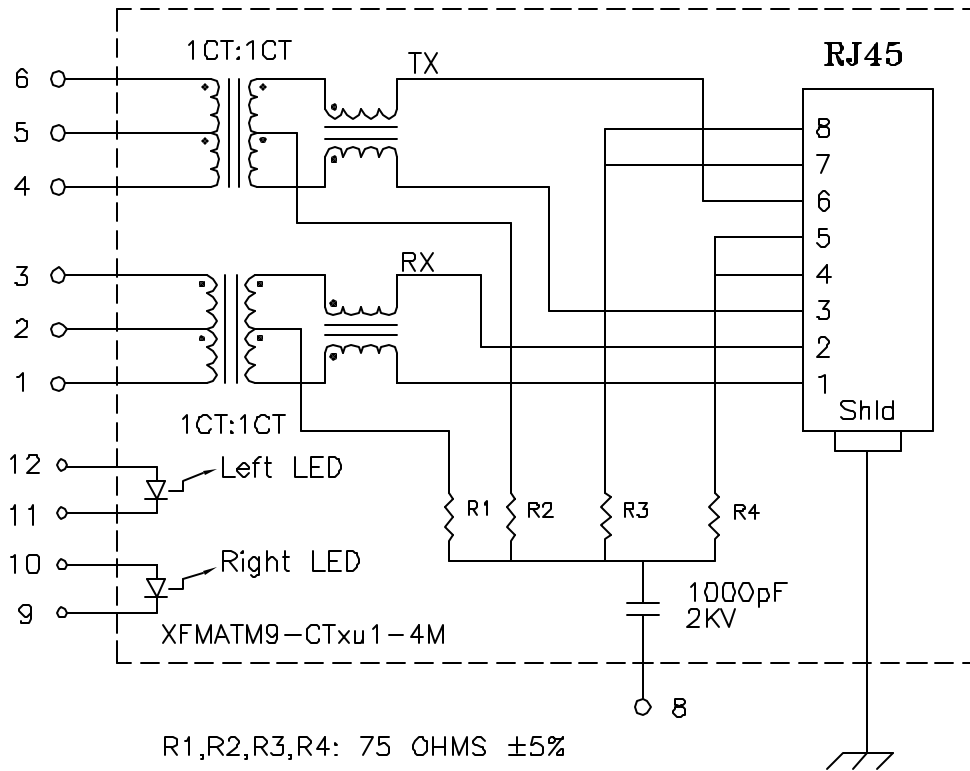 1CT:1CT
TX
RJ45
6
5
4
3
2
1
8
7
6
5
4
3
2
1
RX
Shld
1CT:1CT
12
11
10
9
Left LED
Right LED
R1
R2
R3
R4
1000pF
2KV
XFMATM9-CTxu1-4M
8
R1,R2,R3,R4: 75 OHMS ±5%